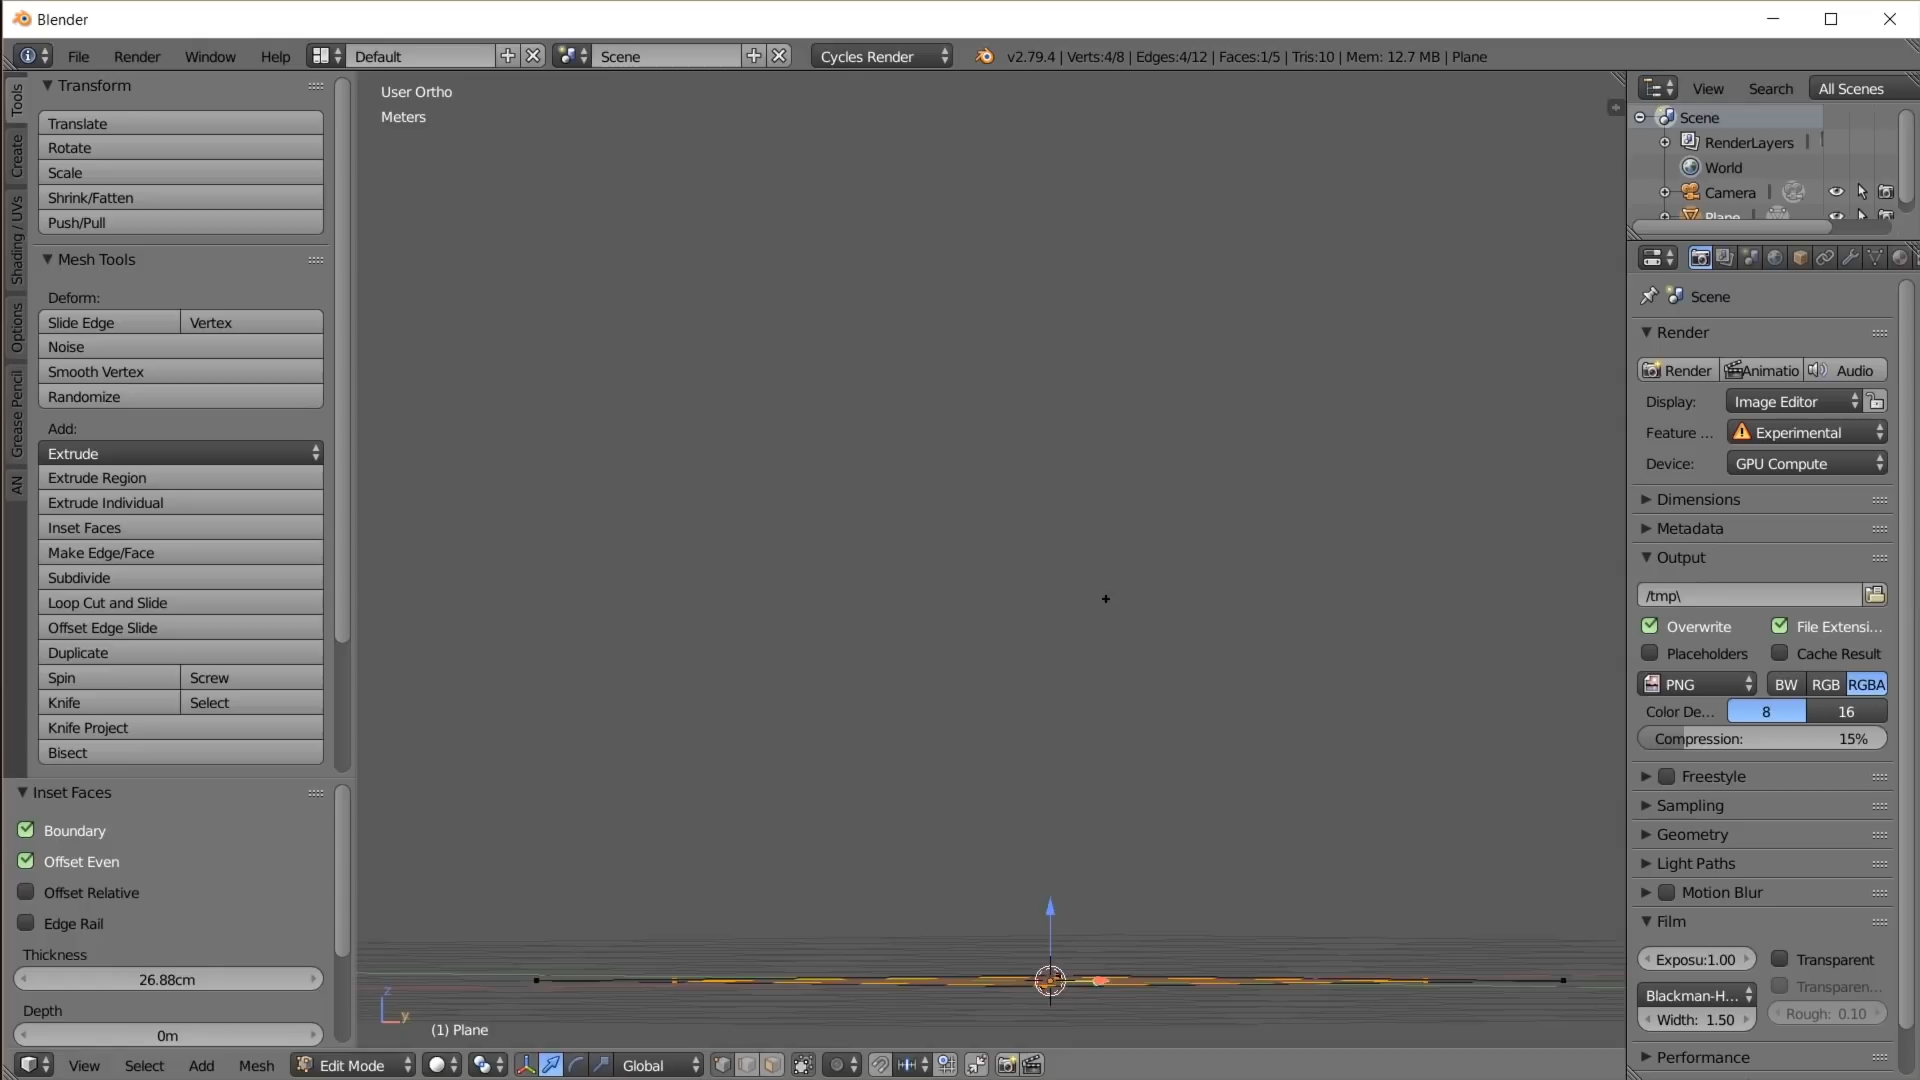 Blender
File Render Window Help Default Scene Cycles Render v2.79.4 | Verts:4/8 | Edges:4/12 | Faces:1/5 | Tris:10 | Mem: 12.7 MB | Plane
Tools
Create
Shading / UVs
Options
Grease Pencil
AN
Transform
Translate
Rotate
Scale
Shrink/Fatten
Push/Pull
Mesh Tools
Deform:
Slide Edge Vertex
Noise
Smooth Vertex
Randomize
Add:
Extrude
Extrude Region
Extrude Individual
Inset Faces
Make Edge/Face
Subdivide
Loop Cut and Slide
Offset Edge Slide
Duplicate
Spin Screw
Knife Select
Knife Project
Bisect
Inset Faces
Boundary
Offset Even
Offset Relative
Edge Rail
Thickness
26.88cm
Depth
0m
User Ortho
Meters
z
y
(1) Plane
View Select Add Mesh Edit Mode Global
View Search All Scenes
Scene
RenderLayers
World
Camera
Plane
Scene
Render
Render Animatio Audio
Display: Image Editor
Feature ... Experimental
Device: GPU Compute
Dimensions
Metadata
Output
/tmp\
Overwrite File Extensi...
Placeholders Cache Result
PNG BW RGB RGBA
Color De... 8 16
Compression: 15%
Freestyle
Sampling
Geometry
Light Paths
Motion Blur
Film
Exposu:1.00 Transparent
Blackman-H... Transparen...
Width: 1.50 Rough: 0.10
Performance